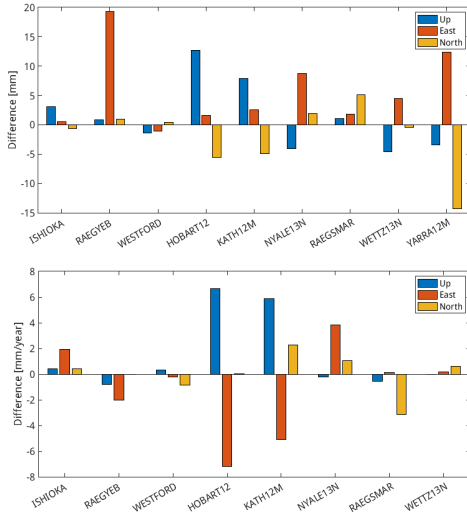 20
15
10
5
0
-5
-10
-15
Difference [mm]
Up
East
North
ISHIOKA
RAEGYEB
WESTFORD
HOBART12
KATH12M
NYALE13N
RAEGSMAR
WETTZ13N
YARRA12M
8
6
4
2
0
-2
-4
-6
-8
Difference [mm/year]
Up
East
North
ISHIOKA
RAEGYEB
WESTFORD
HOBART12
KATH12M
NYALE13N
RAEGSMAR
WETTZ13N